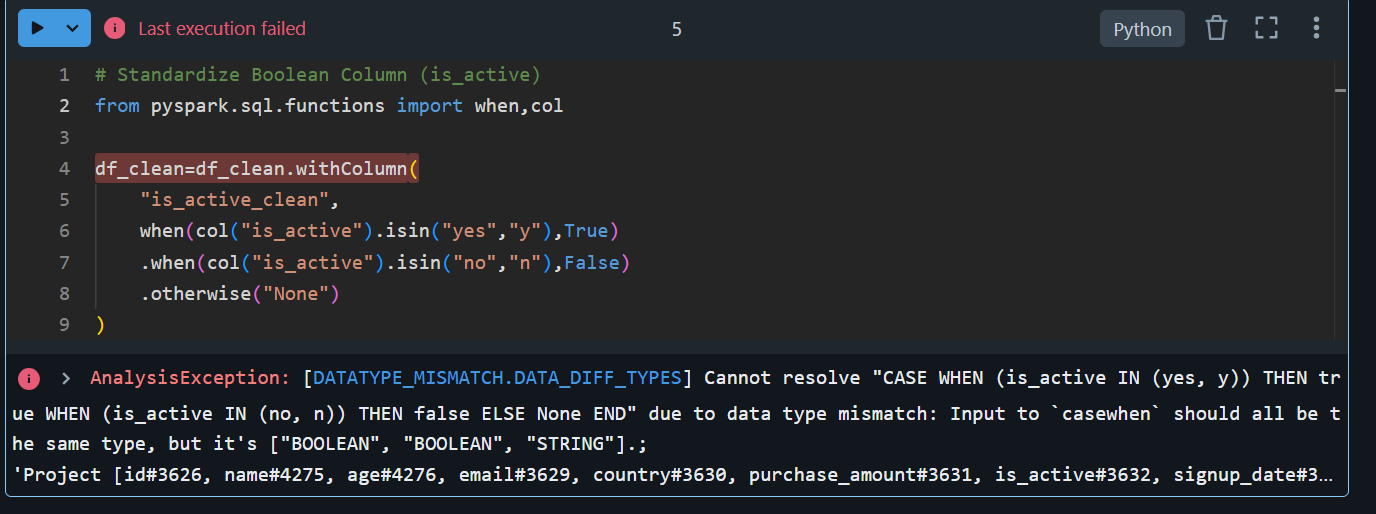 Last execution failed
5
Python
1 # Standardize Boolean Column (is_active)
2 from pyspark.sql.functions import when,col
3
4 df_clean=df_clean.withColumn(
5     "is_active_clean",
6     when(col("is_active").isin("yes","y"),True)
7     .when(col("is_active").isin("no","n"),False)
8     .otherwise("None")
9 )
AnalysisException: [DATATYPE_MISMATCH.DATA_DIFF_TYPES] Cannot resolve "CASE WHEN (is_active IN (yes, y)) THEN tr
ue WHEN (is_active IN (no, n)) THEN false ELSE None END" due to data type mismatch: Input to `casewhen` should all be t
he same type, but it's ["BOOLEAN", "BOOLEAN", "STRING"].;
'Project [id#3626, name#4275, age#4276, email#3629, country#3630, purchase_amount#3631, is_active#3632, signup_date#3…